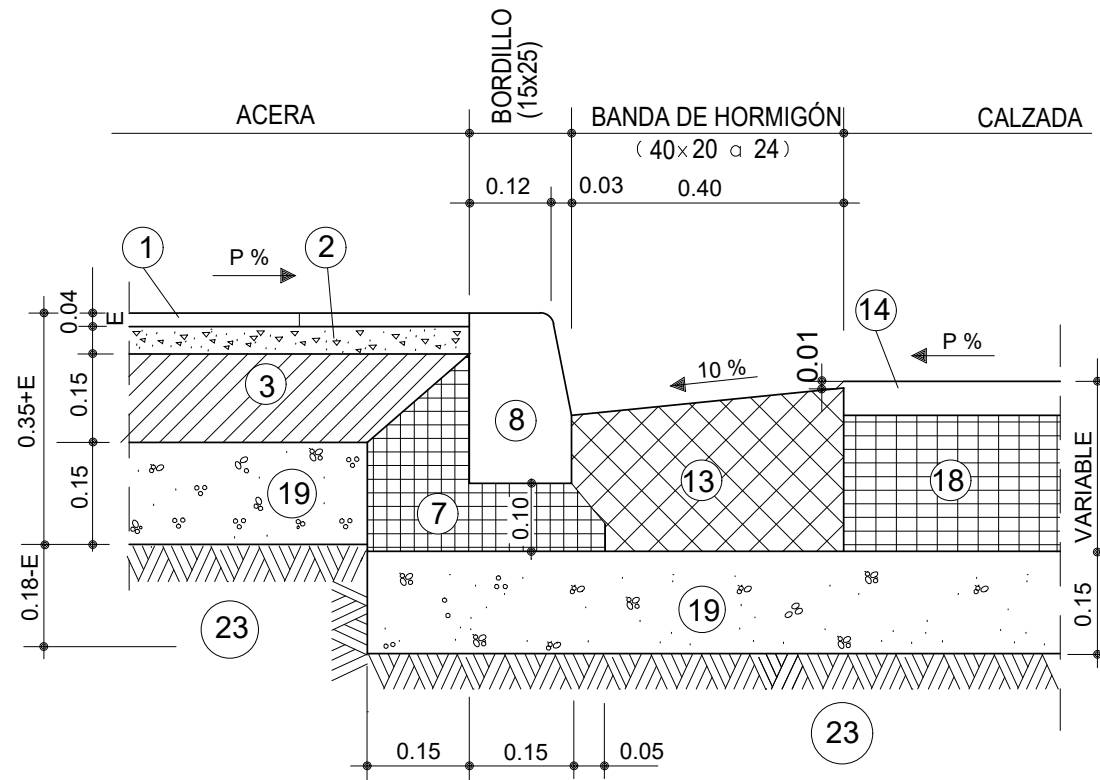 BORDILLO
(15x25)
ACERA
BANDA DE HORMIGÓN
CALZADA
( 40×20 a 24 )
0.12
0.03
0.40
1
P %
2
14
0.04
E
0.01
P %
10 %
3
0.15
0.35+E
8
13
18
19
0.15
7
0.10
VARIABLE
0.18-E
23
19
0.15
23
0.15
0.15
0.05